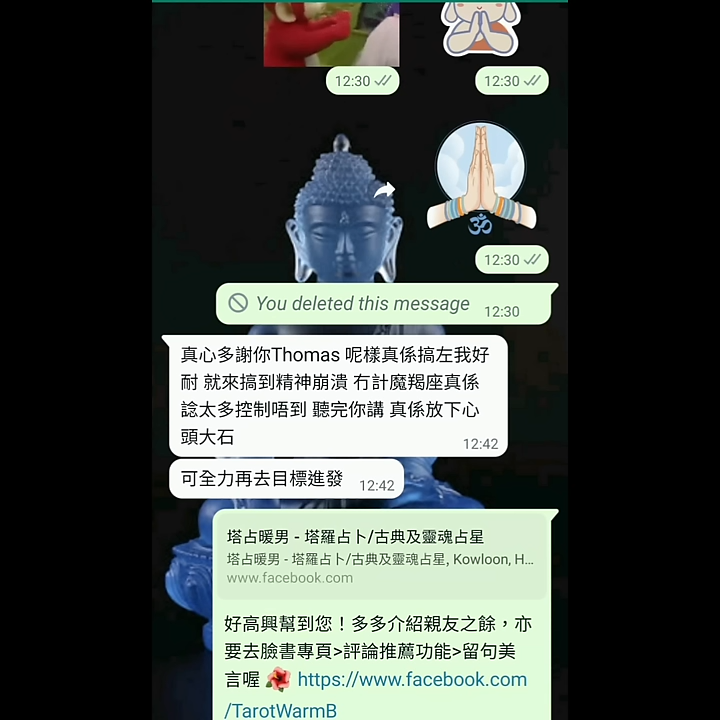 12:30
12:30
ॐ
12:30
You deleted this message 12:30
真心多謝你Thomas 呢樣真係搞左我好
耐 就來搞到精神崩潰 冇計魔羯座真係
諗太多控制唔到 聽完你講 真係放下心
頭大石
12:42
可全力再去目標進發 12:42
塔占暖男 - 塔羅占卜/古典及靈魂占星
塔占暖男 - 塔羅占卜/古典及靈魂占星, Kowloon, H...
www.facebook.com
好高興幫到您！多多介紹親友之餘，亦
要去臉書專頁>評論推薦功能>留句美
言喔 🌺 https://www.facebook.com
/TarotWarmB